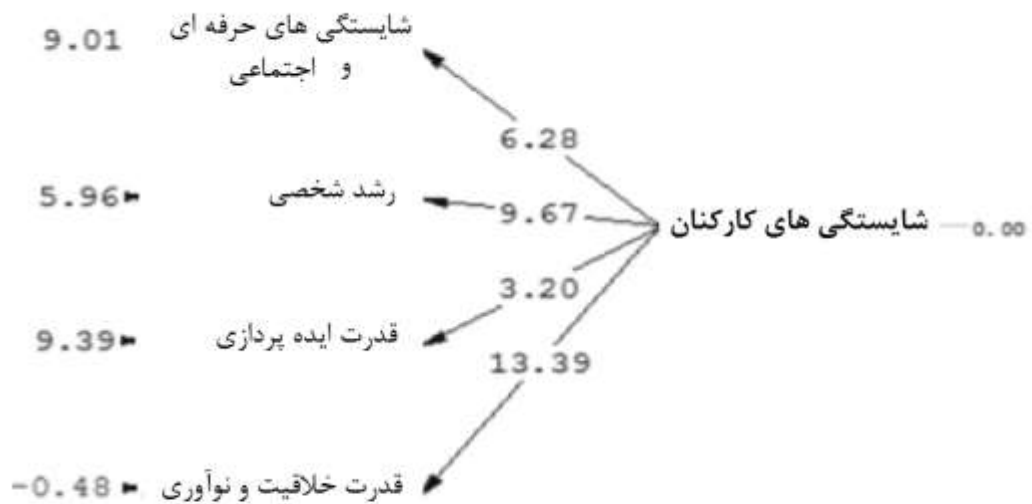 شایستگی های حرفه ای
و اجتماعی
9.01
6.28
رشد شخصی
5.96
9.67
شایستگی های کارکنان
0.00
3.20
قدرت ایده پردازی
9.39
13.39
قدرت خلاقیت و نوآوری
-0.48